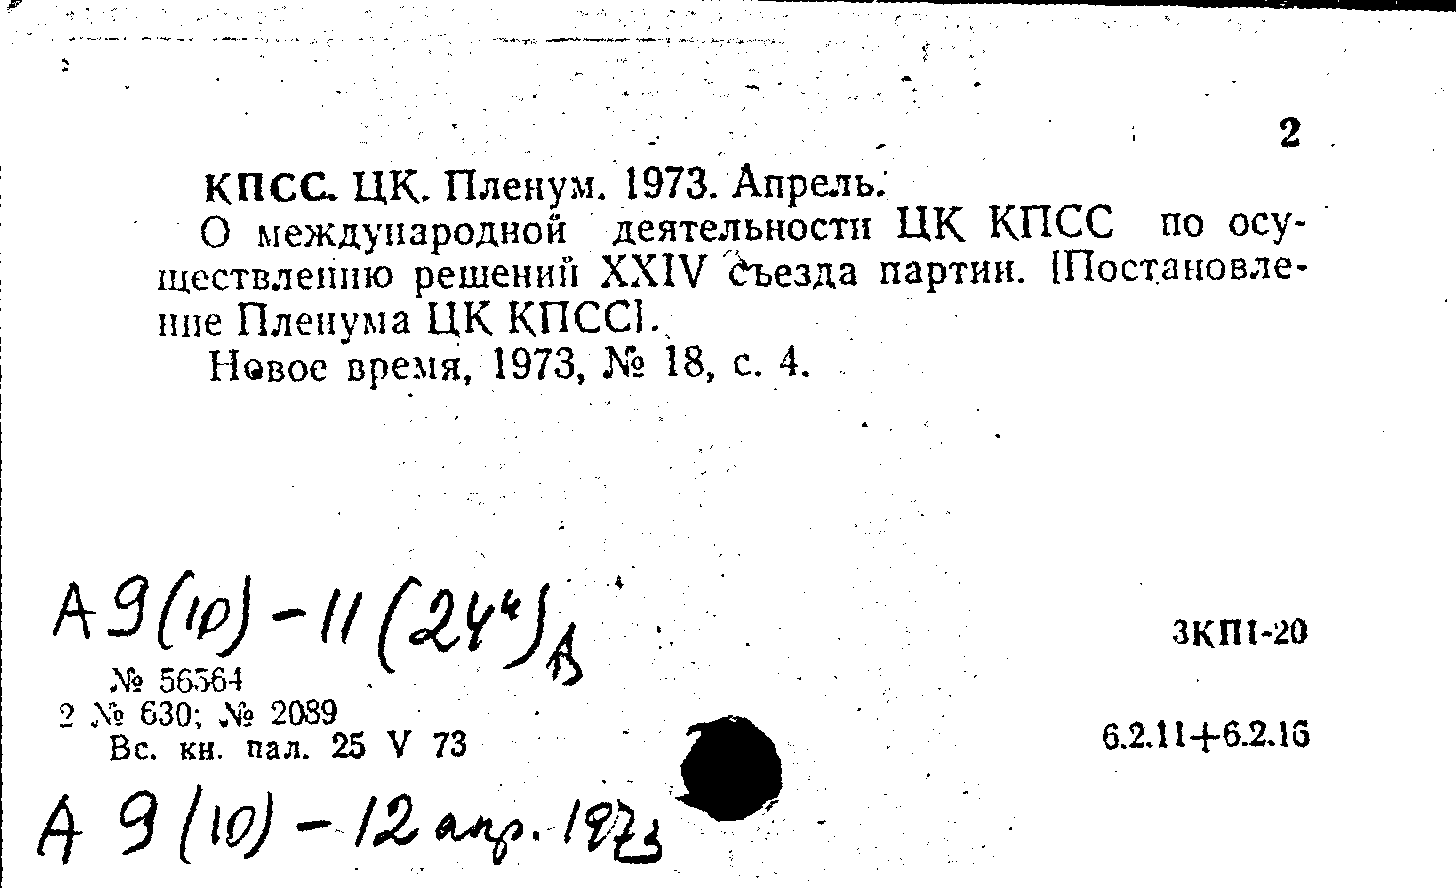 2
КПСС. ЦК. Пленум. 1973. Апрель.
О международной деятельности ЦК КПСС по осу-
ществлению решений XXIV съезда партии. [Постановле-
ние Пленума ЦК КПСС].
Новое время, 1973, № 18, с. 4.
А 9(10) – 11 (24")
3КП1-20
№ 56564
2 № 630; № 2089
Вс. кн. пал. 25 V 73
6.2.11+6.2.16
А 9 (10) – 12 апр. 1973